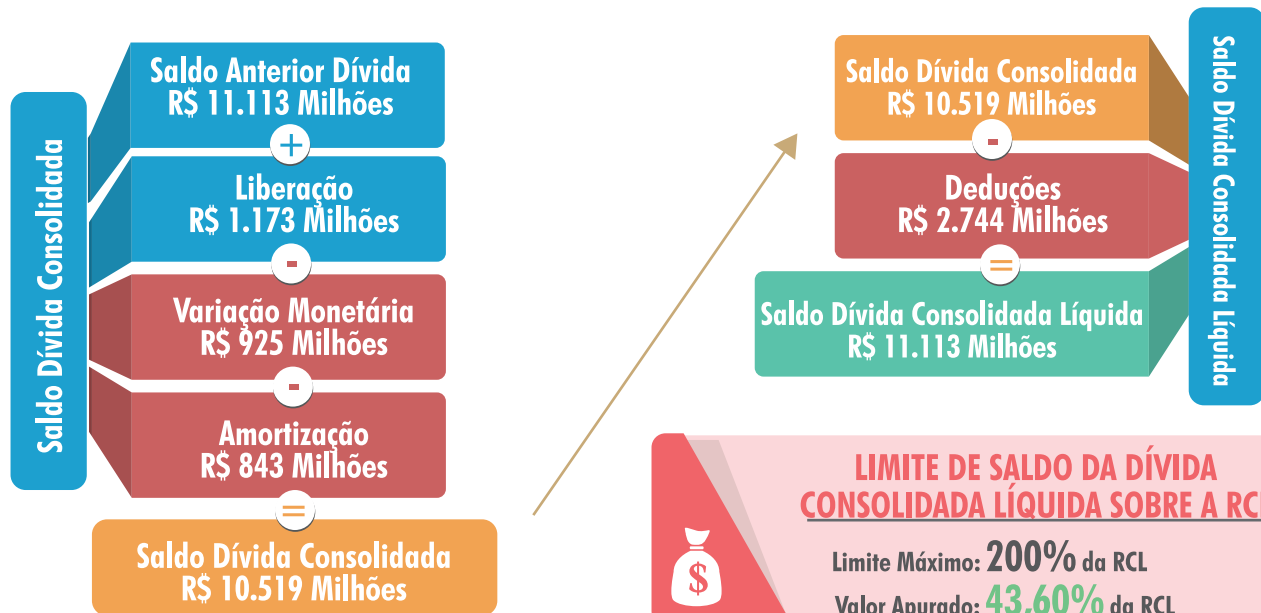 Saldo Dívida Consolidada
Saldo Anterior Dívida
R$ 11.113 Milhões
+
Liberação
R$ 1.173 Milhões
-
Variação Monetária
R$ 925 Milhões
-
Amortização
R$ 843 Milhões
=
Saldo Dívida Consolidada
R$ 10.519 Milhões
Saldo Dívida Consolidada
R$ 10.519 Milhões
-
Deduções
R$ 2.744 Milhões
=
Saldo Dívida Consolidada Líquida
R$ 11.113 Milhões
Saldo Dívida Consolidada Líquida
LIMITE DE SALDO DA DÍVIDA
CONSOLIDADA LÍQUIDA SOBRE A RC
$
Limite Máximo: 200% da RCL
Valor Apurado: 43,60% da RCL